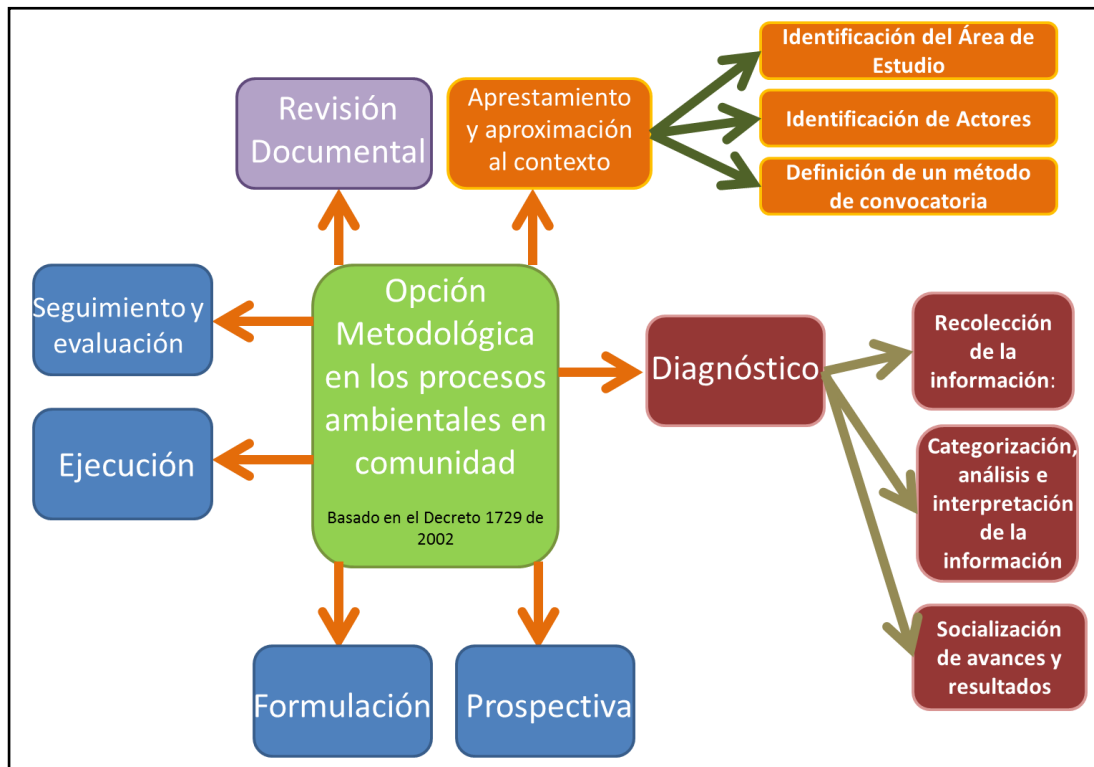 Revisión
Documental
Aprestamiento
y aproximación
al contexto
Identificación del Área de
Estudio
Identificación de Actores
Definición de un método
de convocatoria
Seguimiento y
evaluación
Ejecución
Opción
Metodológica
en los procesos
ambientales en
comunidad
Basado en el Decreto 1729 de
2002
Diagnóstico
Recolección
de la
información:
Categorización,
análisis e
interpretación
de la
información
Socialización
de avances y
resultados
Formulación
Prospectiva